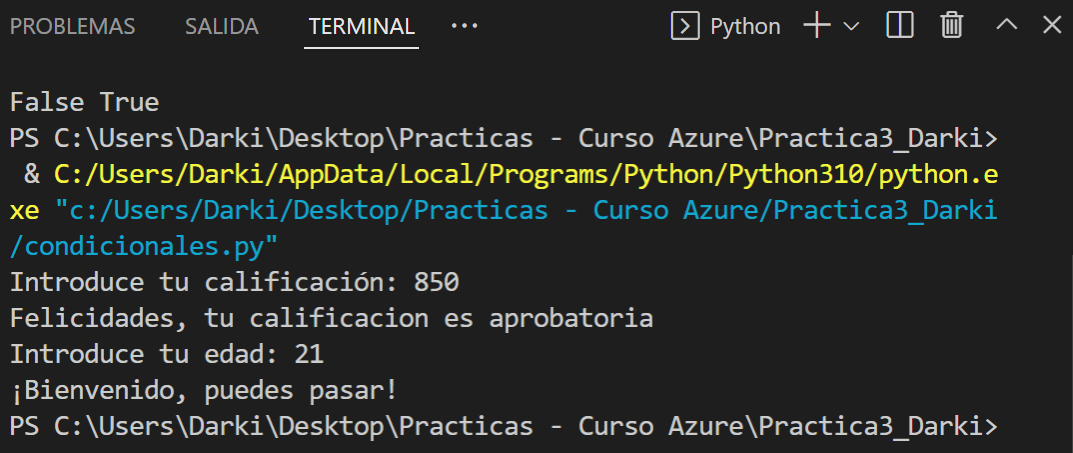 PROBLEMAS SALIDA TERMINAL ··· Python
False True
PS C:\Users\Darki\Desktop\Practicas - Curso Azure\Practica3_Darki>
& C:/Users/Darki/AppData/Local/Programs/Python/Python310/python.e
xe "c:/Users/Darki/Desktop/Practicas - Curso Azure/Practica3_Darki
/condicionales.py"
Introduce tu calificación: 850
Felicidades, tu calificacion es aprobatoria
Introduce tu edad: 21
¡Bienvenido, puedes pasar!
PS C:\Users\Darki\Desktop\Practicas - Curso Azure\Practica3_Darki>